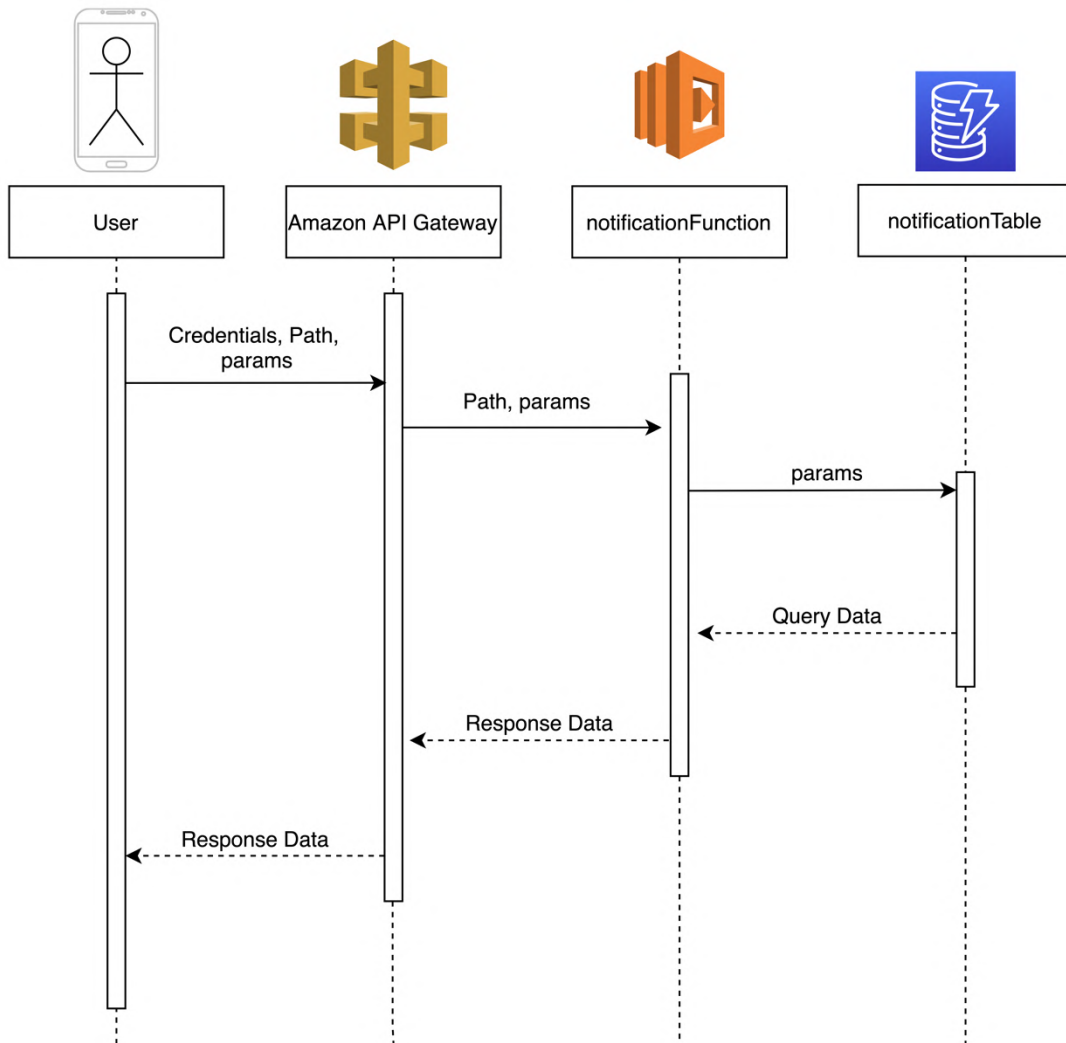 User
Amazon API Gateway
notificationFunction
notificationTable
Credentials, Path,
params
Path, params
params
Query Data
Response Data
Response Data